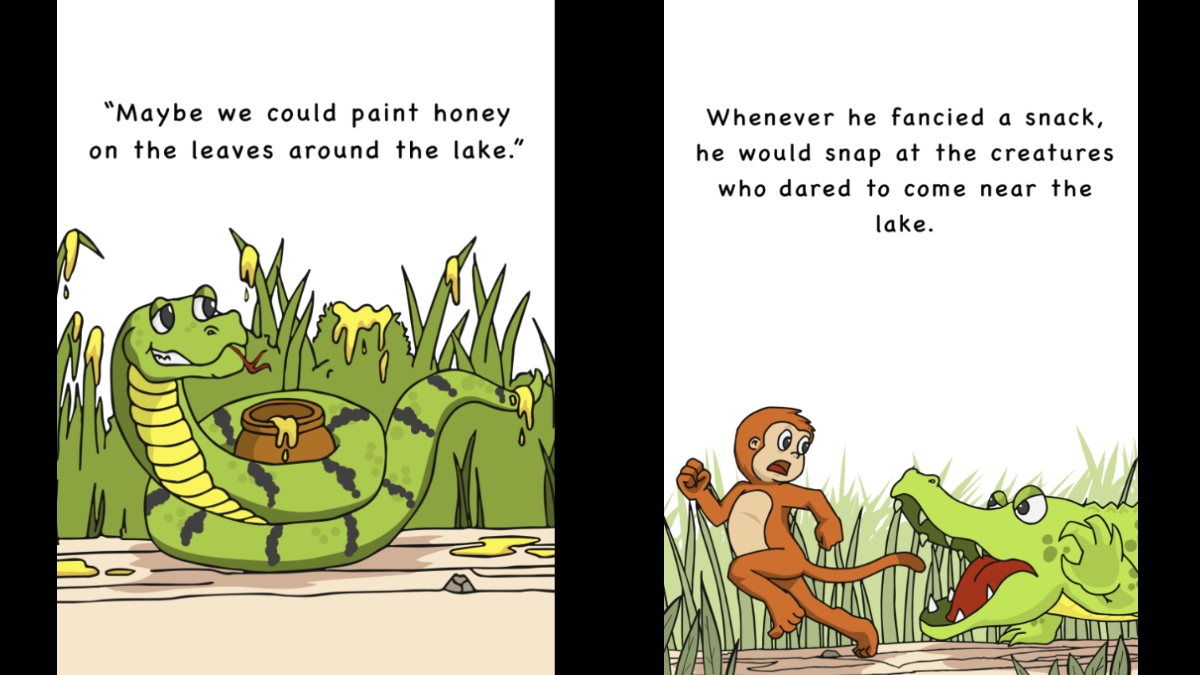 “Maybe we could paint honey
on the leaves around the lake.”
Whenever he fancied a snack,
he would snap at the creatures
who dared to come near the
lake.